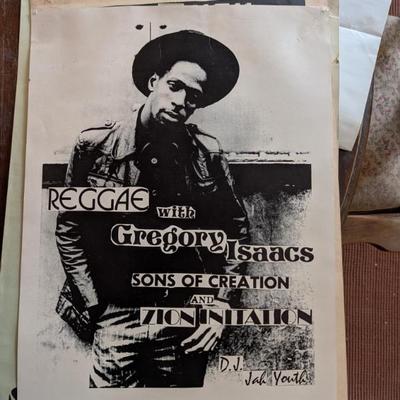 REGGAE with
Gregory Isaacs
SONS OF CREATION
AND
ZION INITATION
D.J.
Jah Youth